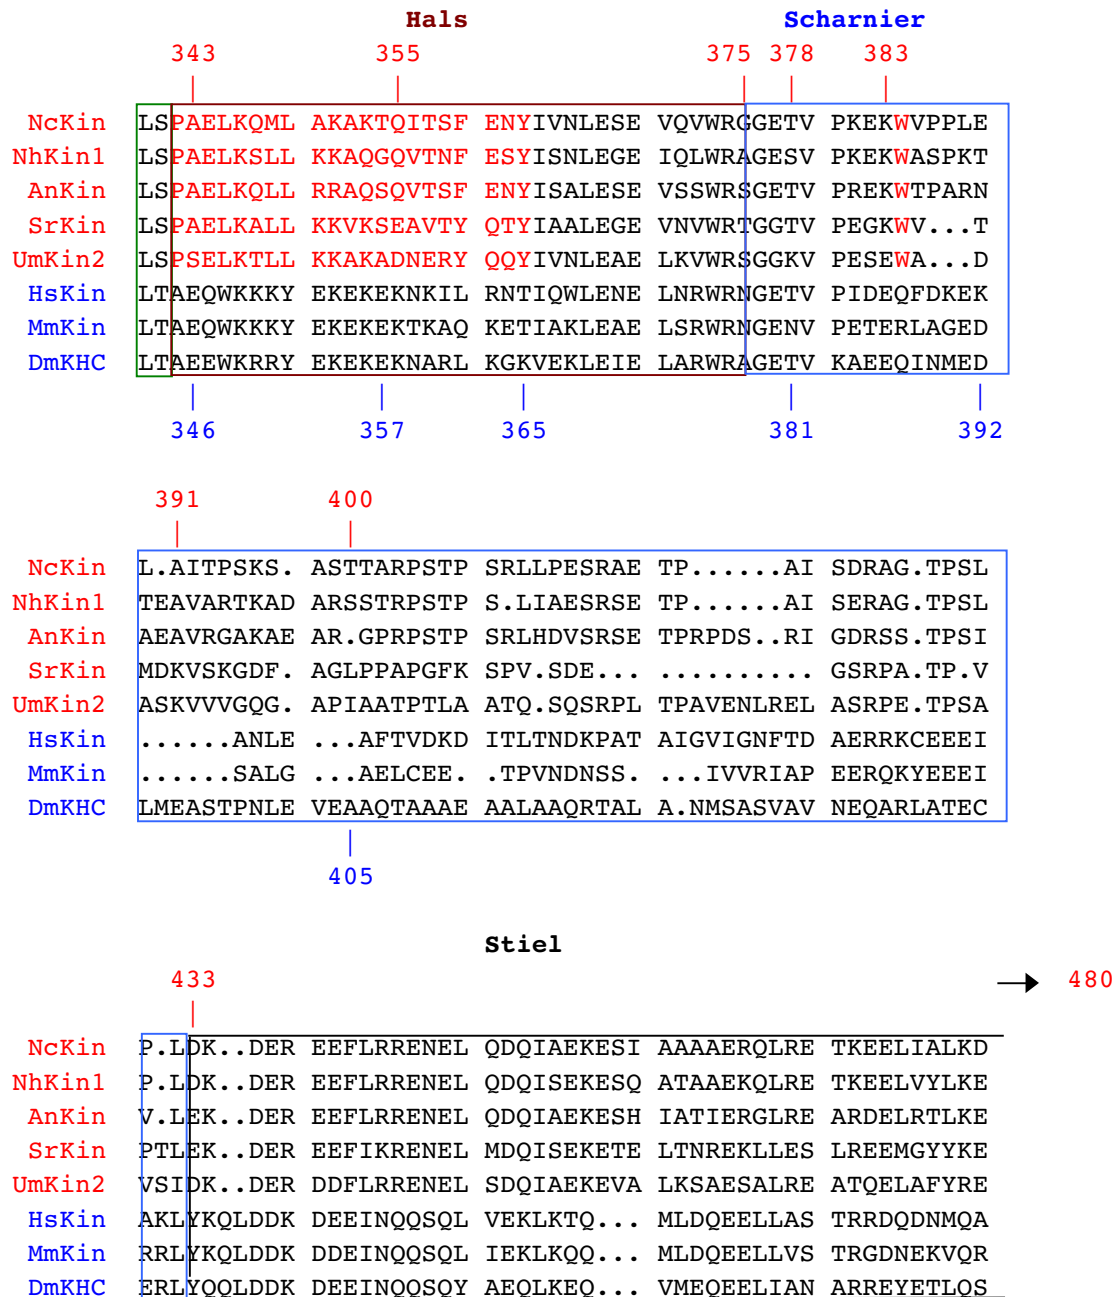 Hals Scharnier
343 355 375 378 383
NcKin LSPAELKQML AKAKTQITSF ENYIVNLESE VQVWRGGETV PKEKWVPPLE
NhKin1 LSPAELKSLL KKAQGQVTNF ESYISNLEGE IQLWRAGESV PKEKWASPKT
AnKin LSPAELKQLL RRAQSQVTSF ENYISALESE VSSWRSGETV PREKWTPARN
SrKin LSPAELKALL KKVKSEAVTY QTYIAALEGE VNVWRTGGTV PEGKWV...T
UmKin2 LSPSELKTLL KKAKADNERY QQYIVNLEAE LKVWRSGGKV PESEWA...D
HsKin LTAEQWKKKY EKEKEKNKIL RNTIQWLENE LNRWRNGETV PIDEQFDKEK
MmKin LTAEQWKKKY EKEKEKTKAQ KETIAKLEAE LSRWRNGENV PETERLAGED
DmKHC LTAEEWKRRY EKEKEKNARL KGKVEKLEIE LARWRAGETV KAEEQINMED
346 357 365 381 392
391 400
NcKin L.AITPSKS. ASTTARPSTP SRLLPESRAE TP......AI SDRAG.TPSL
NhKin1 TEAVARTKAD ARSSTRPSTP S.LIAESRSE TP......AI SERAG.TPSL
AnKin AEAVRGAKAE AR.GPRPSTP SRLHDVSRSE TPRPDS..RI GDRSS.TPSI
SrKin MDKVSKGDF. AGLPPAPGFK SPV.SDE... .......... GSRPA.TP.V
UmKin2 ASKVVVGQG. APIAATPTLA ATQ.SQSRPL TPAVENLREL ASRPE.TPSA
HsKin ......ANLE ...AFTVDKD ITLTNDKPAT AIGVIGNFTD AERRKCEEEI
MmKin ......SALG ...AELCEE. .TPVNDNSS. ...IVVRIAP EERQKYEEEI
DmKHC LMEASTPNLE VEAAQTAAAE AALAAQRTAL A.NMSASVAV NEQARLATEC
405
Stiel
433 480
NcKin P.LDK..DER EEFLRRENEL QDQIAEKESI AAAAERQLRE TKEELIALKD
NhKin1 P.LDK..DER EEFLRRENEL QDQISEKESQ ATAAEKQLRE TKEELVYLKE
AnKin V.LEK..DER EEFLRRENEL QDQIAEKESH IATIERGLRE ARDELRTLKE
SrKin PTLEK..DER EEFIKRENEL MDQISEKETE LTNREKLLES LREEMGYYKE
UmKin2 VSIDK..DER DDFLRRENEL SDQIAEKEVA LKSAESALRE ATQELAFYRE
HsKin AKLYKQLDDK DEEINQQSQL VEKLKTQ... MLDQEELLAS TRRDQDNMQA
MmKin RRLYKQLDDK DDEINQQSQL IEKLKQQ... MLDQEELLVS TRGDNEKVQR
DmKHC ERLYQQLDDK DEEINQQSQY AEQLKEQ... VMEQEELIAN ARREYETLQS